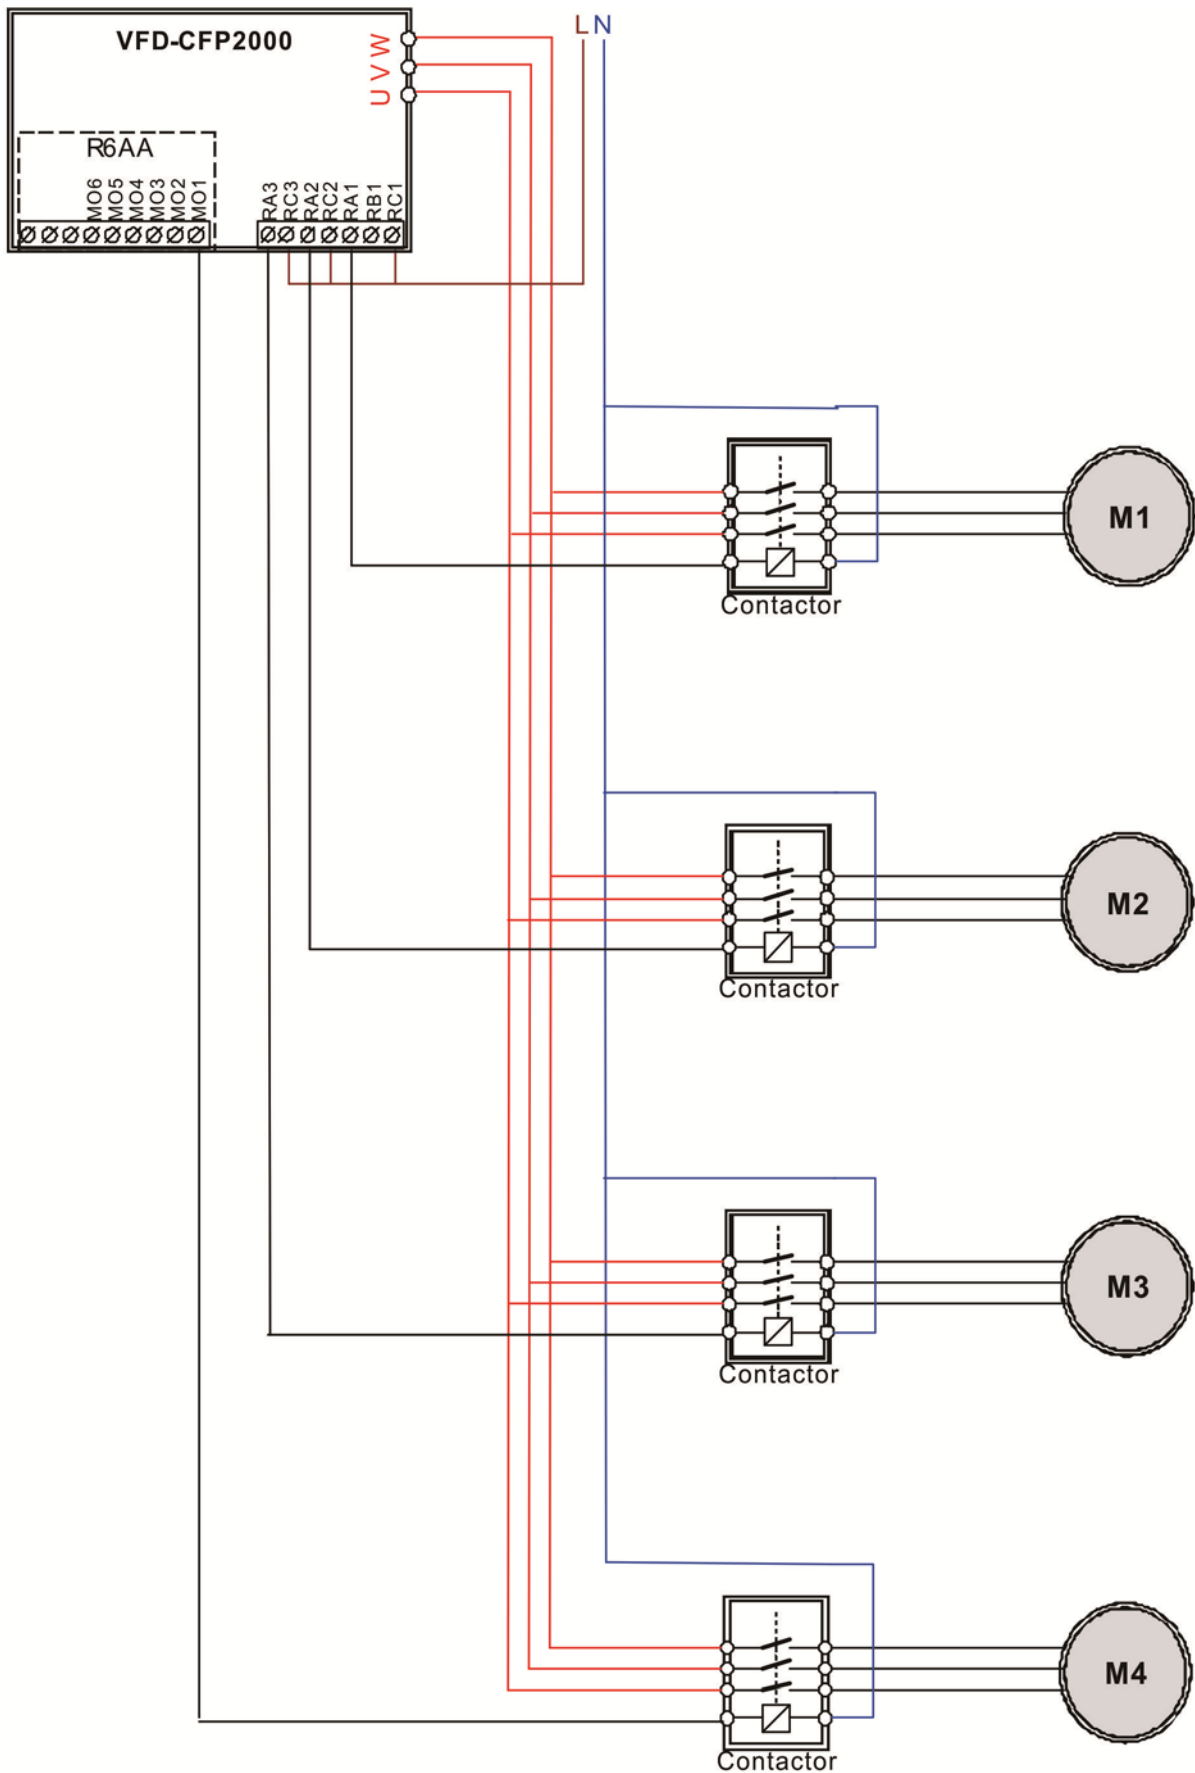 L N
VFD-CFP2000
W
V
U
R6AA
MO6
MO5
MO4
MO3
MO2
MO1
RA3
RC3
RA2
RC2
RA1
RB1
RC1
M1
Contactor
M2
Contactor
M3
Contactor
M4
Contactor